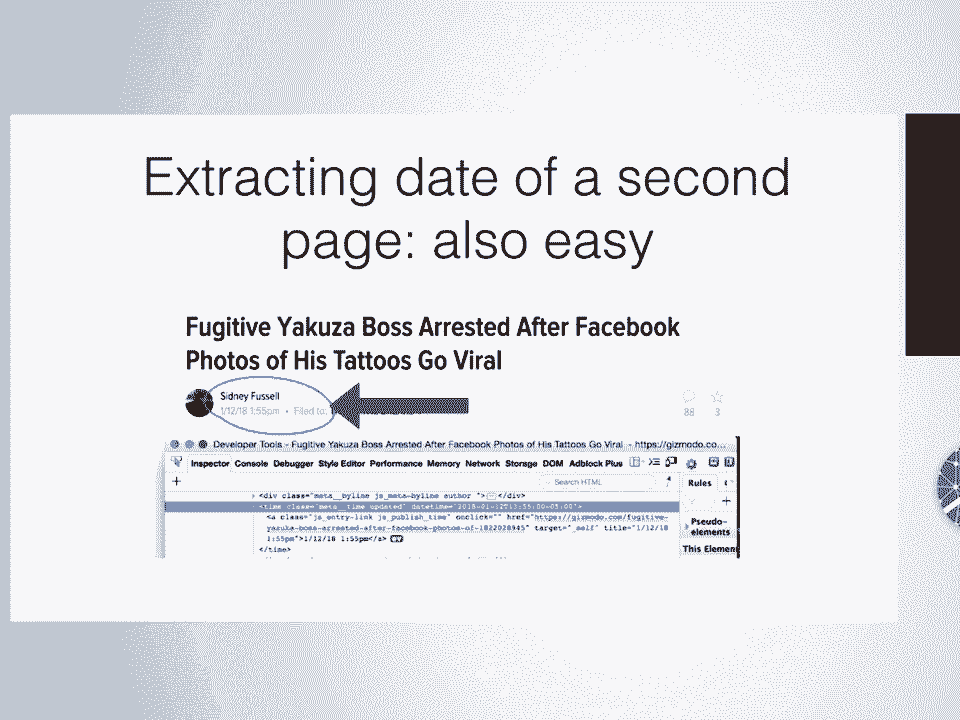 Extracting date of a second
page: also easy
Fugitive Yakuza Boss Arrested After Facebook
Photos of His Tattoos Go Viral
Sidney Fussell
1/12/18 1:55pm • Filed to:
88 3
Developer Tools - Fugitive Yakuza Boss Arrested After Facebook Photos of His Tattoos Go Viral - https://gizmodo.co...
Inspector Console Debugger Style Editor Performance Memory Network Storage DOM Adblock Plus
+ Search HTML Rules
<div class="meta__byline js_meta-byline author "></div>
<time class="meta__time updated" datetime="2018-01-12T13:55:00-05:00">
<a class="js_entry-link js_publish_time" onclick="" href="https://gizmodo.com/fugitive-
yakuza-boss-arrested-after-facebook-photos-of-1822028945" target="_self" title="1/12/18
1:55pm">1/12/18 1:55pm</a> ev
</time>
+
Pseudo-
elements
This Elemen